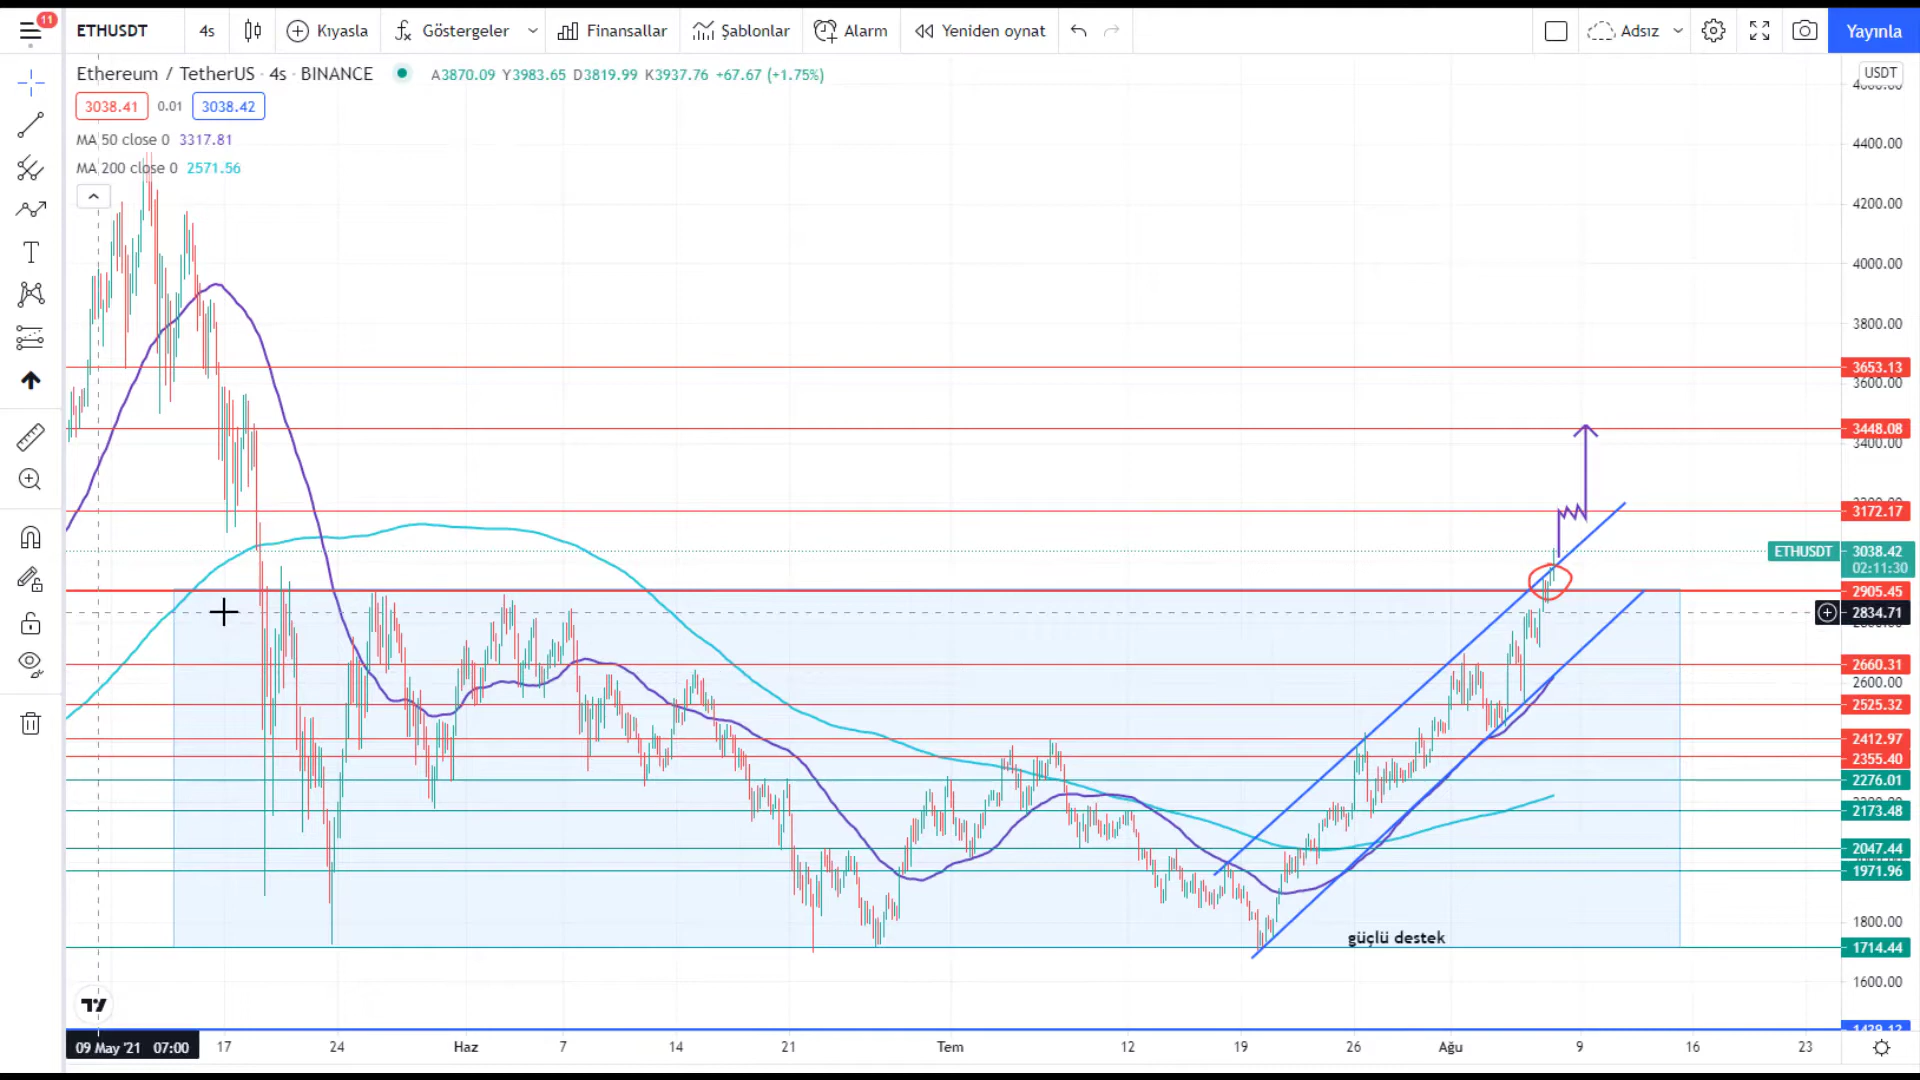 11
ETHUSDT 4s Kıyasla Göstergeler Finansallar Şablonlar Alarm Yeniden oynat Adsız Yayınla
Ethereum / TetherUS · 4s · BINANCE A3870.09 Y3983.65 D3819.99 K3937.76 +67.67 (+1.75%)
USDT
3038.41 0.01 3038.42
MA 50 close 0 3317.81
MA 200 close 0 2571.56
4400.00
4200.00
4000.00
3800.00
3653.13
3600.00
3448.08
3400.00
3172.17
ETHUSDT 3038.42
02:11:30
2905.45
2834.71
2660.31
2600.00
2525.32
2412.97
2355.40
2276.01
2173.48
2047.44
1971.96
1800.00
güçlü destek
1714.44
1600.00
09 May '21 07:00 17 24 Haz 7 14 21 Tem 12 19 26 Ağu 9 16 23